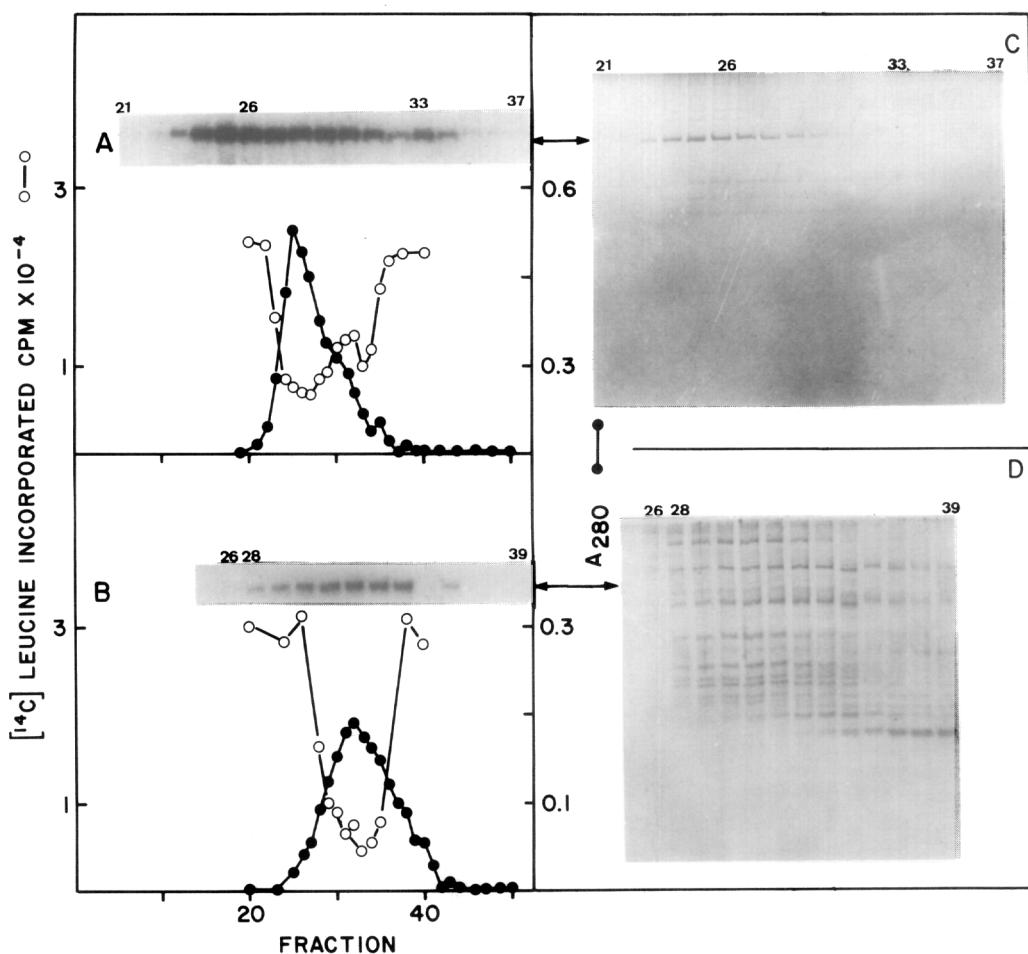 [¹⁴C] LEUCINE INCORPORATED CPM X 10⁻⁴
A
21 26 33 37
3
1
0.6
0.3
C
21 26 33 37
B
26 28 39
3
1
0.3
0.1
A280
D
26 28 39
20 40
FRACTION